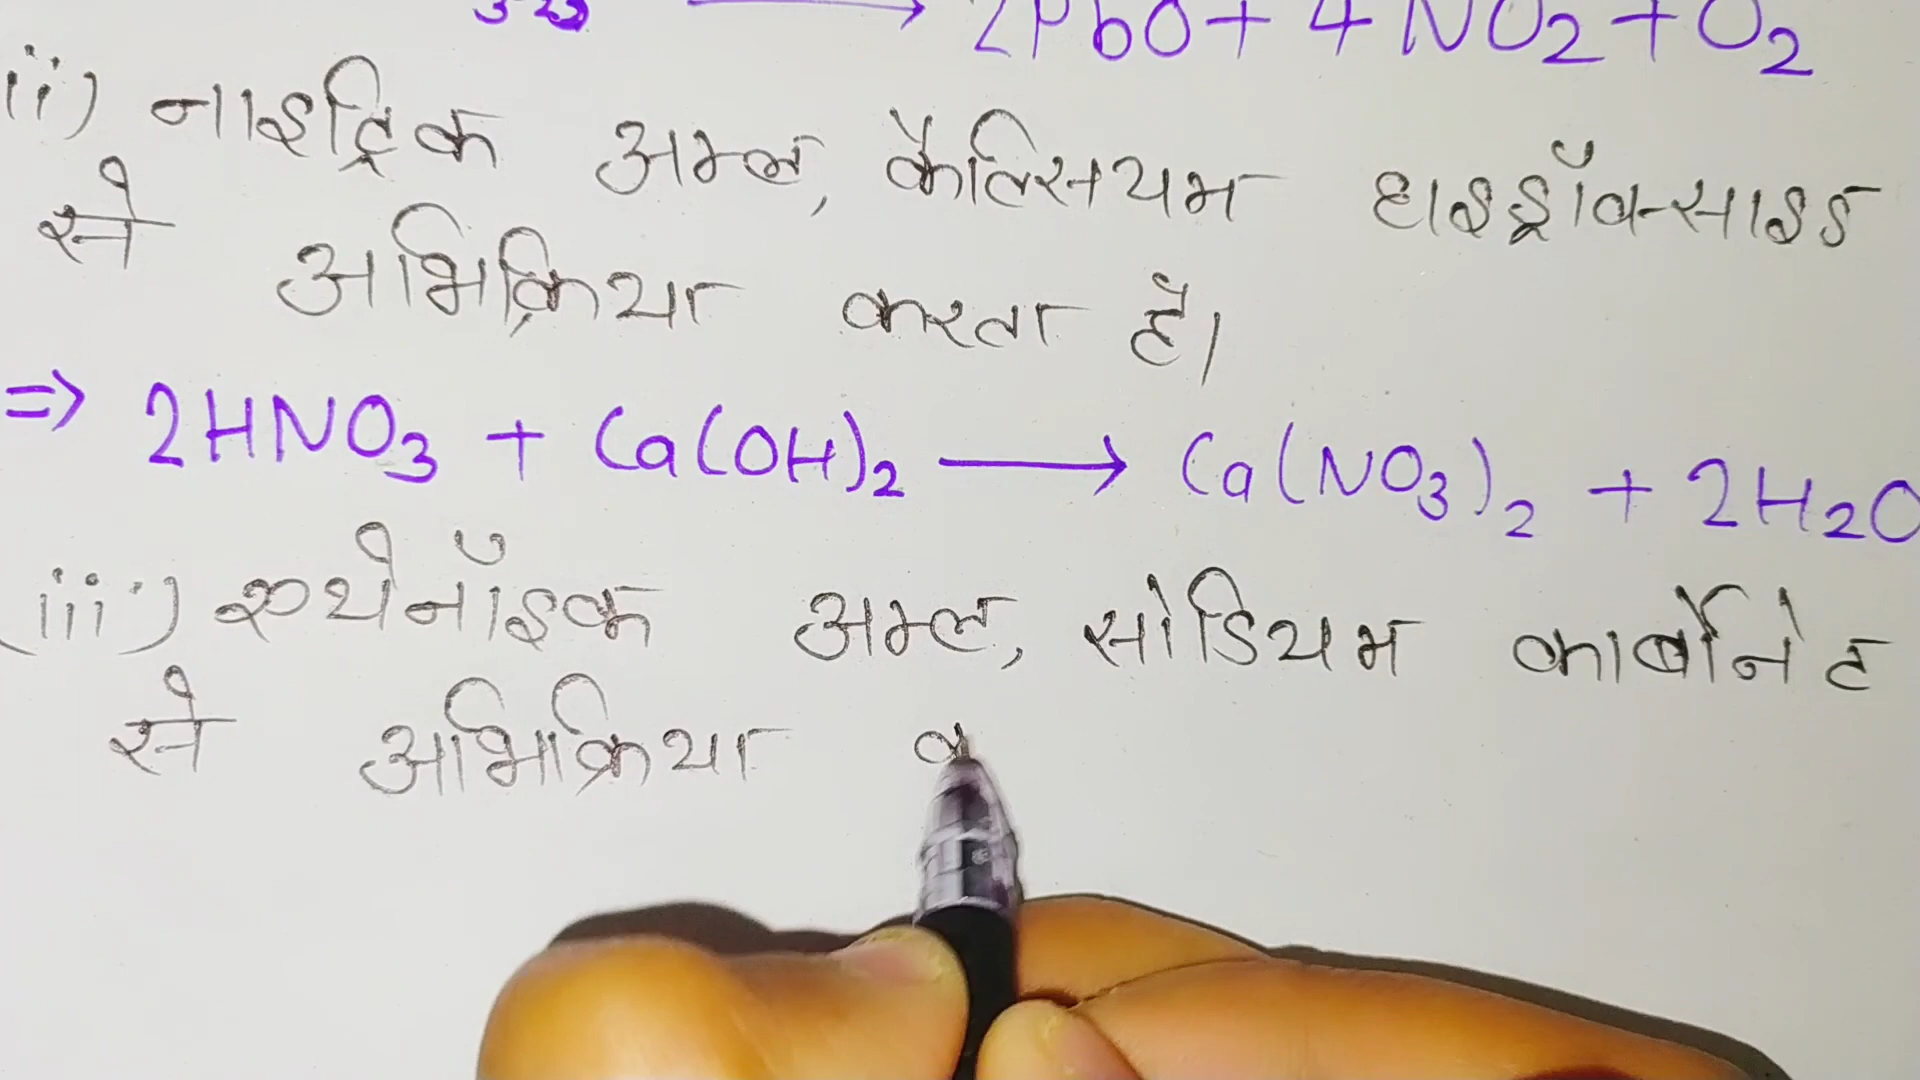 ⟶ 2PbO + 4NO₂ + O₂
ii) नाइट्रिक अम्ल, कैल्सियम हाइड्रॉक्साइड
से अभिक्रिया करता है।
⇒ 2HNO₃ + Ca(OH)₂ ⟶ Ca(NO₃)₂ + 2H₂O
(iii) एथेनॉइक अम्ल, सोडियम कार्बोनेट
से अभिक्रिया